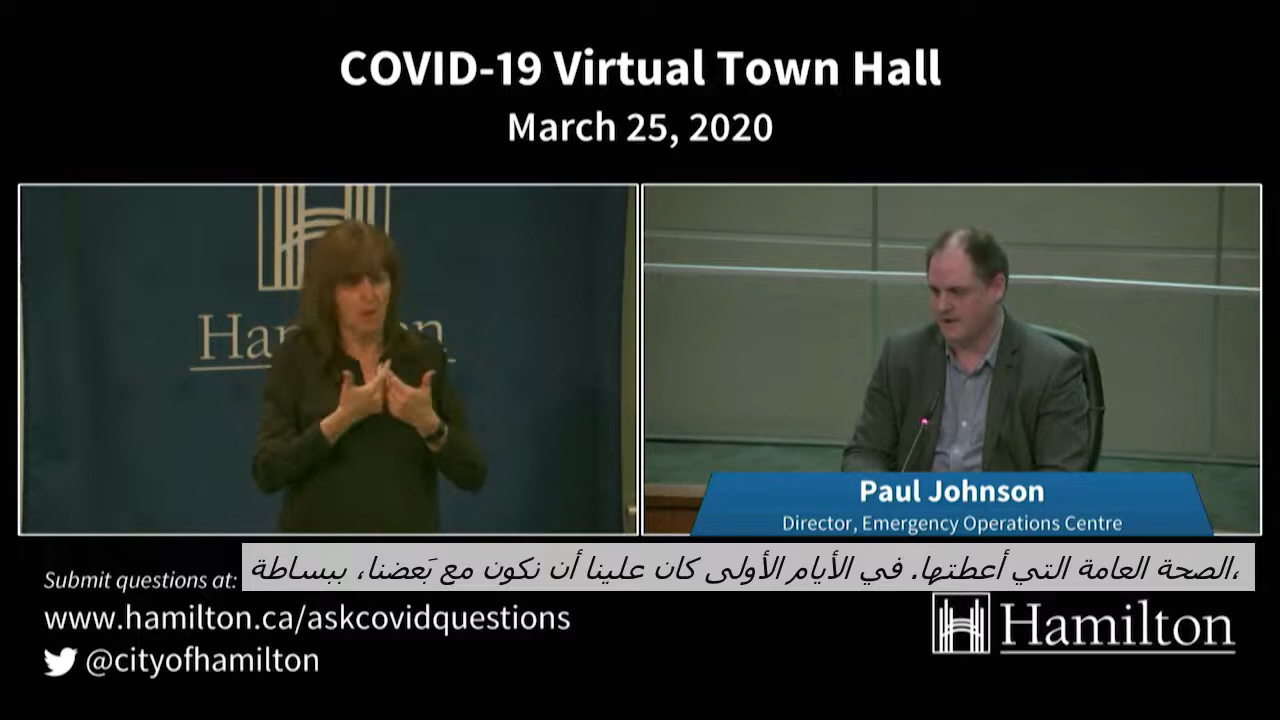 COVID-19 Virtual Town Hall
March 25, 2020
Hamilton
Paul Johnson
Director, Emergency Operations Centre
،الصحة العامة التي أعطتها. في الأيام الأولى كان علينا أن نكون مع بَعضنا، ببساطة
Submit questions at:
www.hamilton.ca/askcovidquestions
@cityofhamilton
Hamilton